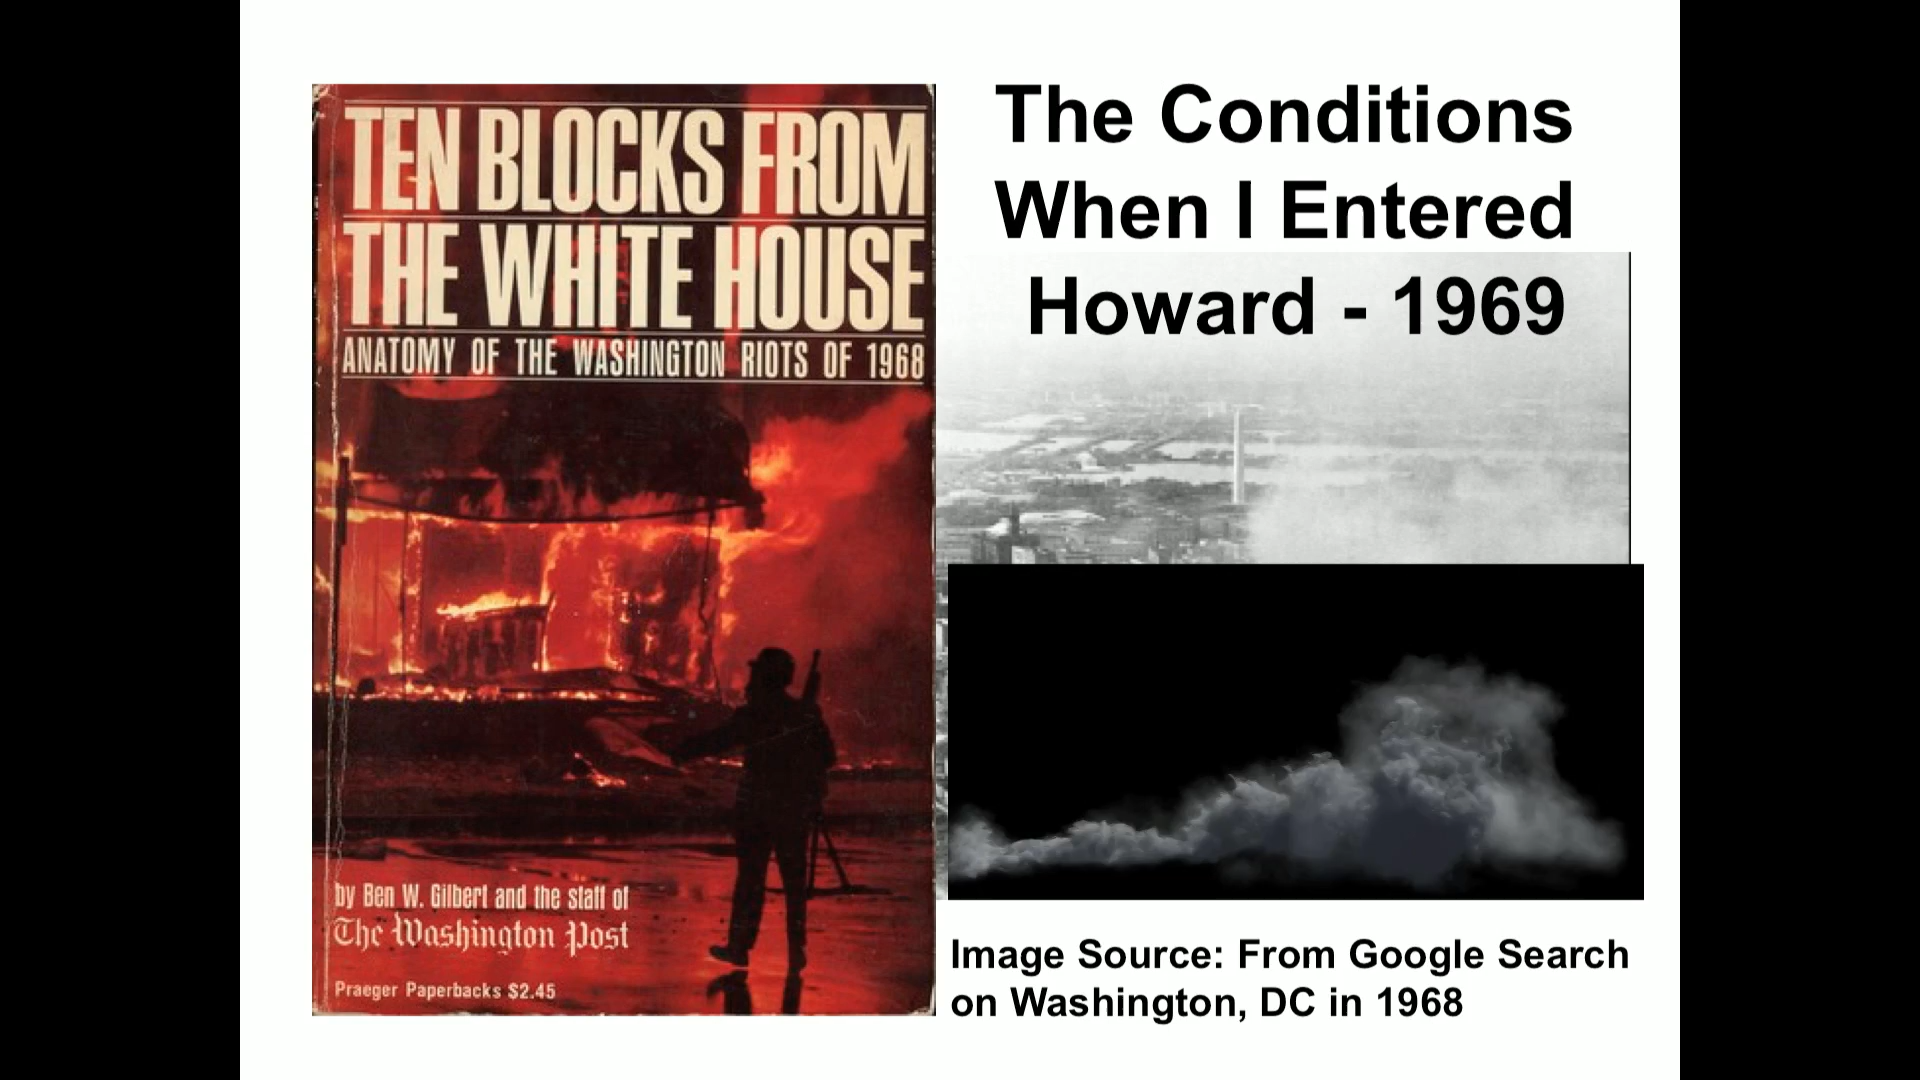 TEN BLOCKS FROM
THE WHITE HOUSE
ANATOMY OF THE WASHINGTON RIOTS OF 1968
by Ben W. Gilbert and the staff of
The Washington Post
Praeger Paperbacks $2.45
The Conditions
When I Entered
Howard - 1969
Image Source: From Google Search
on Washington, DC in 1968